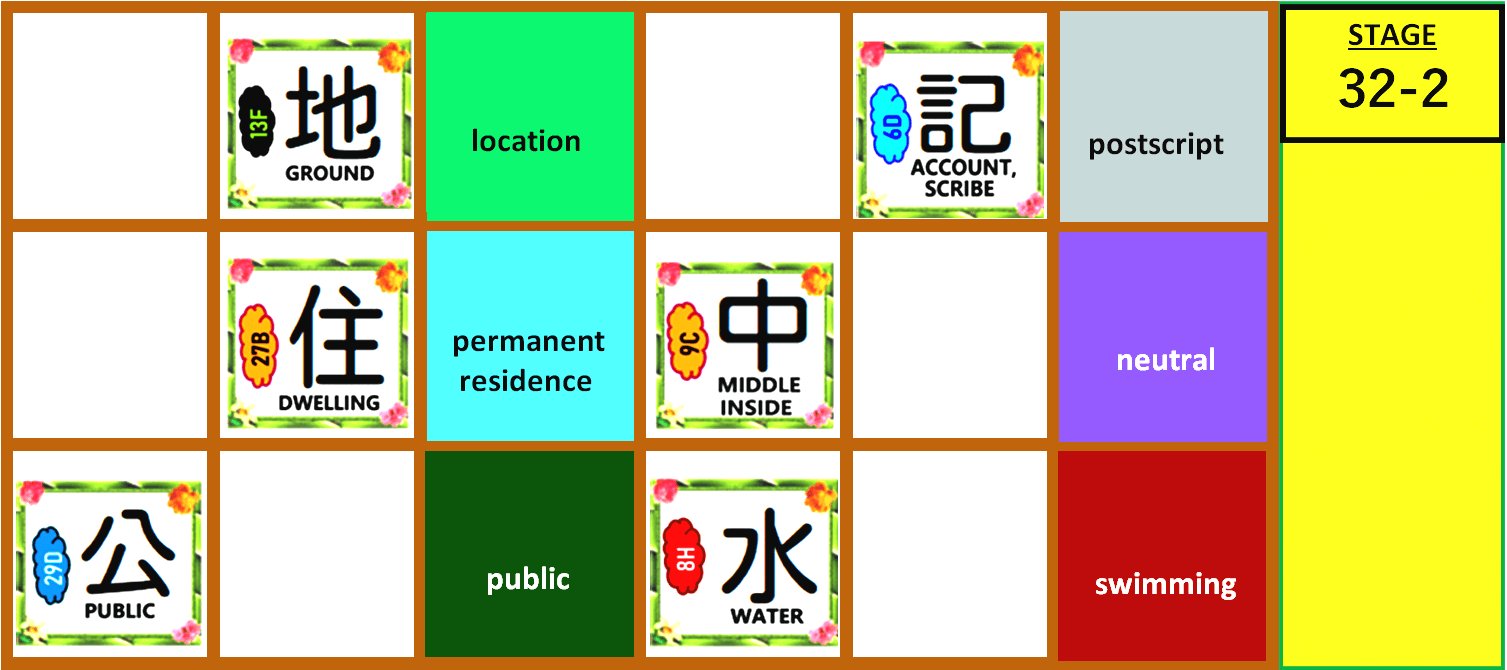 13F
地
GROUND
location
6D
記
ACCOUNT,
SCRIBE
postscript
STAGE
32-2
27B
住
DWELLING
permanent
residence
9C
中
MIDDLE
INSIDE
neutral
29D
公
PUBLIC
public
8H
水
WATER
swimming